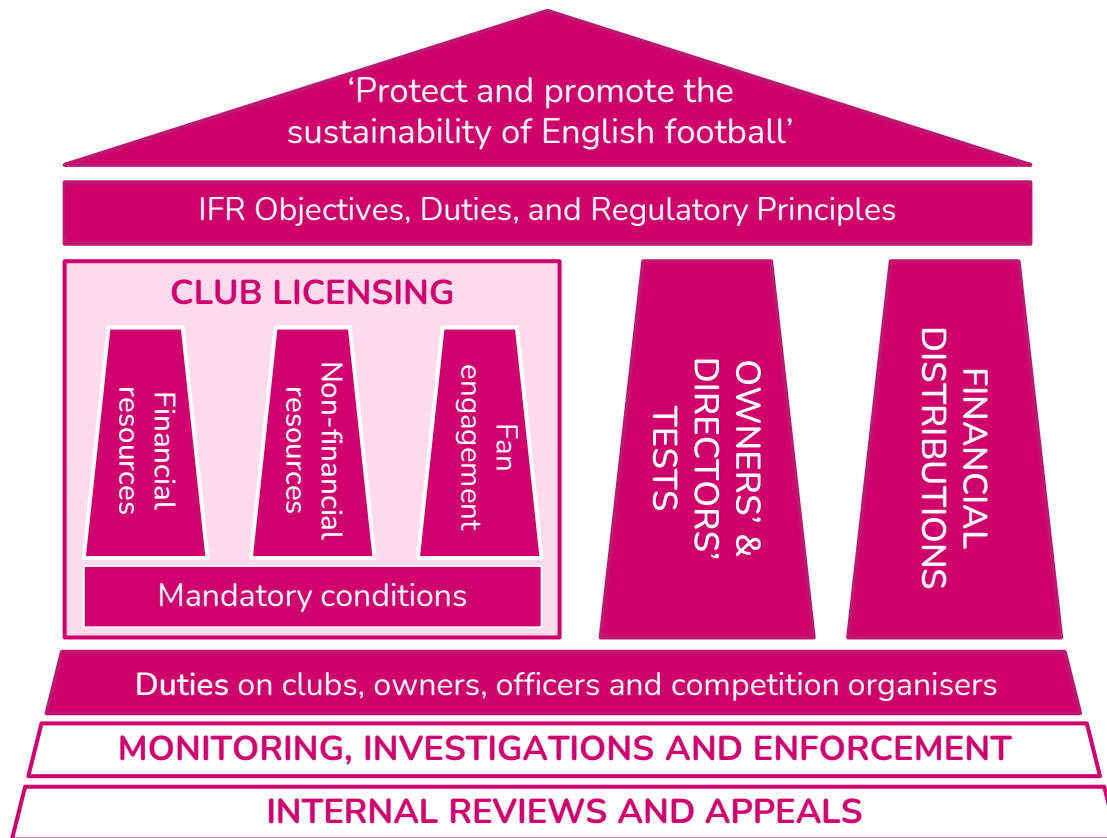 ‘Protect and promote the
sustainability of English football’
IFR Objectives, Duties, and Regulatory Principles
CLUB LICENSING
Financial
resources
Non-financial
resources
Fan
engagement
Mandatory conditions
OWNERS’ &
DIRECTORS’
TESTS
FINANCIAL
DISTRIBUTIONS
Duties on clubs, owners, officers and competition organisers
MONITORING, INVESTIGATIONS AND ENFORCEMENT
INTERNAL REVIEWS AND APPEALS